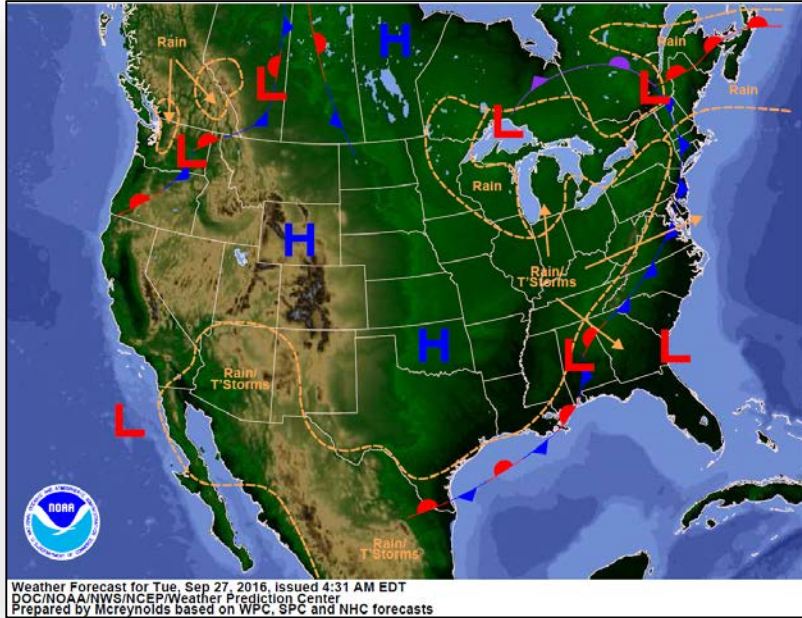 Rain
H
L
L
H
L
L
Rain
Rain
Rain
H
Rain/
T'Storms
H
L
L
Rain/
T'Storms
L
NOAA
Rain/
T'Storms
Weather Forecast for Tue, Sep 27, 2016, issued 4:31 AM EDT
DOC/NOAA/NWS/NCEP/Weather Prediction Center
Prepared by Mcreynolds based on WPC, SPC and NHC forecasts